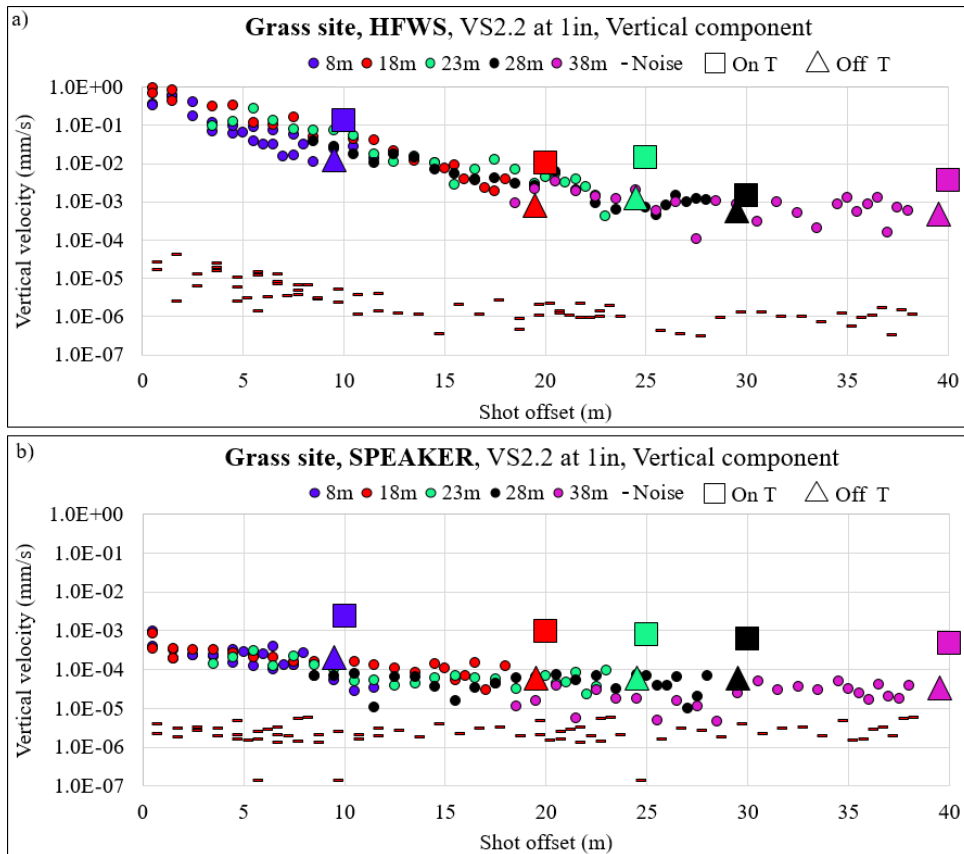 a)
Grass site, HFWS, VS2.2 at 1in, Vertical component
8m 18m 23m 28m 38m -Noise On T Off T
Vertical velocity (mm/s)
1.0E+00
1.0E-01
1.0E-02
1.0E-03
1.0E-04
1.0E-05
1.0E-06
1.0E-07
0 5 10 15 20 25 30 35 40
Shot offset (m)
b)
Grass site, SPEAKER, VS2.2 at 1in, Vertical component
8m 18m 23m 28m 38m -Noise On T Off T
Vertical velocity (mm/s)
1.0E+00
1.0E-01
1.0E-02
1.0E-03
1.0E-04
1.0E-05
1.0E-06
1.0E-07
0 5 10 15 20 25 30 35 40
Shot offset (m)